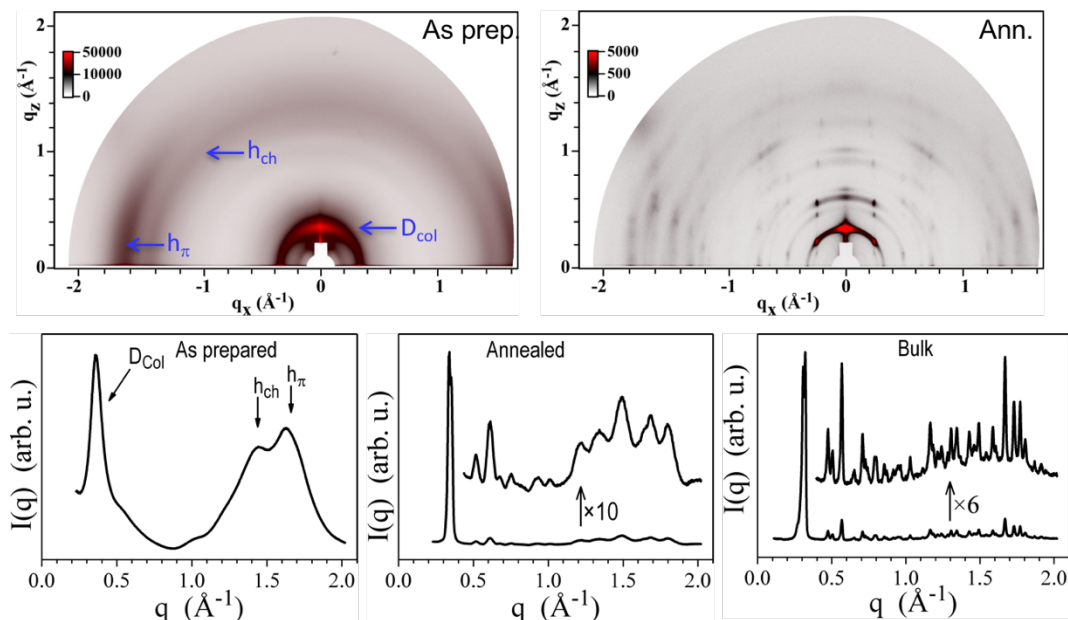 As prep.
50000
10000
0
q_z (Å⁻¹)
2
1
0
h_ch
h_π
D_col
-2
-1
0
1
q_x (Å⁻¹)
Ann.
5000
500
0
q_z (Å⁻¹)
2
1
0
-2
-1
0
1
q_x (Å⁻¹)
As prepared
D_Col
h_ch
h_π
I(q) (arb. u.)
0.0 0.5 1.0 1.5 2.0
q (Å⁻¹)
Annealed
×10
I(q) (arb. u.)
0.0 0.5 1.0 1.5 2.0
q (Å⁻¹)
Bulk
×6
I(q) (arb. u.)
0.0 0.5 1.0 1.5 2.0
q (Å⁻¹)